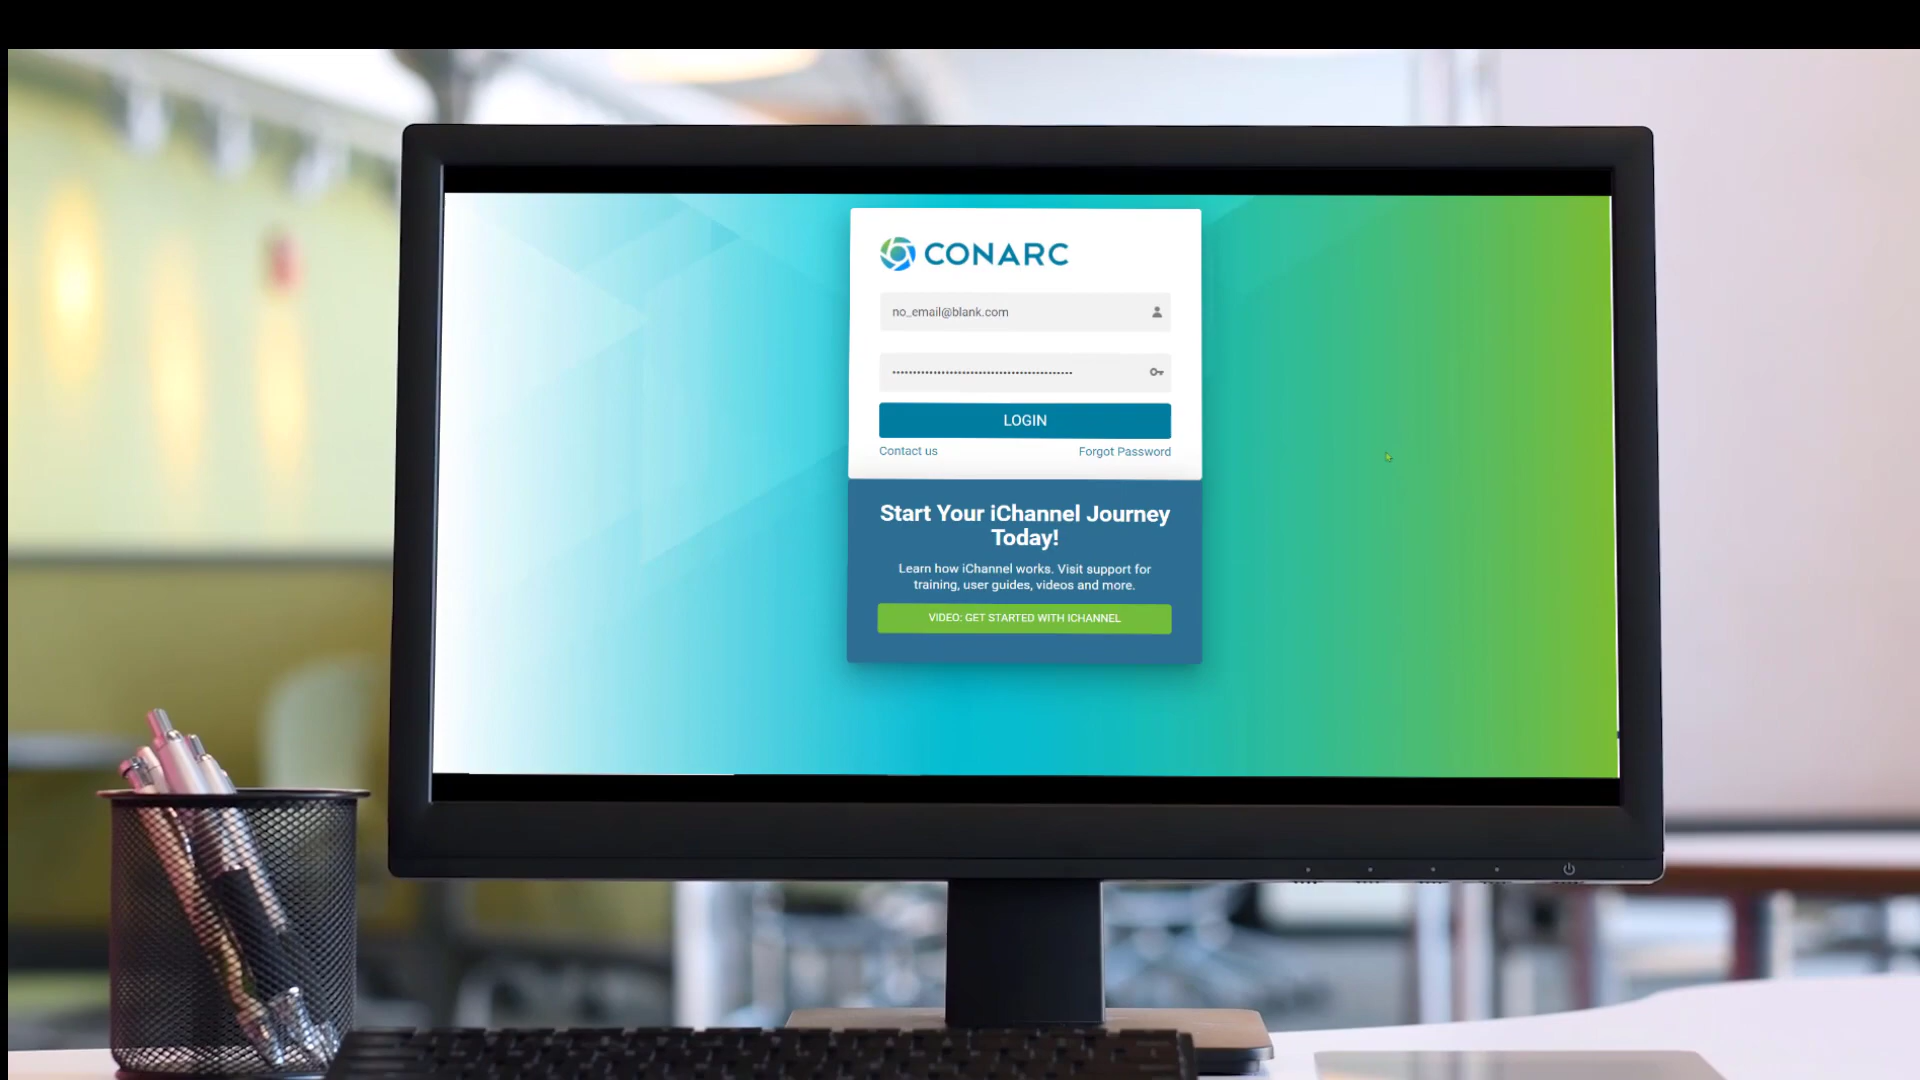 CONARC
no_email@blank.com
LOGIN
Contact us
Forgot Password
Start Your iChannel Journey
Today!
Learn how iChannel works. Visit support for
training, user guides, videos and more.
VIDEO: GET STARTED WITH ICHANNEL